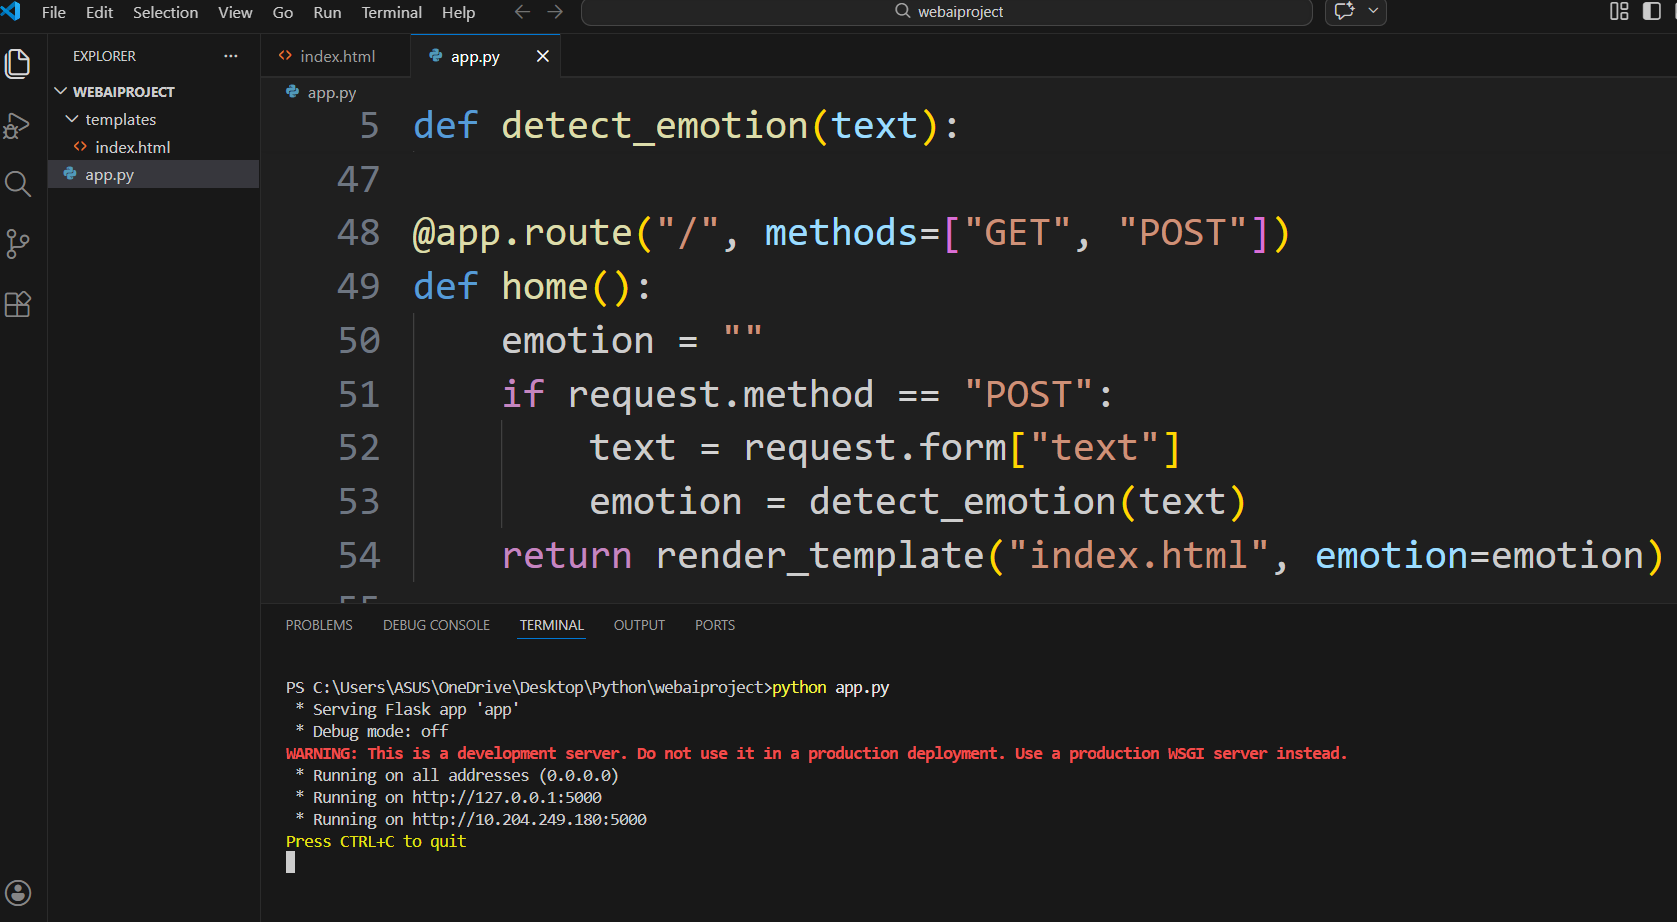 File Edit Selection View Go Run Terminal Help
webaiproject
EXPLORER
WEBAIPROJECT
templates
index.html
app.py
index.html
app.py
app.py
5 def detect_emotion(text):
47
48 @app.route("/", methods=["GET", "POST"])
49 def home():
50 emotion = ""
51 if request.method == "POST":
52 text = request.form["text"]
53 emotion = detect_emotion(text)
54 return render_template("index.html", emotion=emotion)
PROBLEMS DEBUG CONSOLE TERMINAL OUTPUT PORTS
PS C:\Users\ASUS\OneDrive\Desktop\Python\webaiproject>python app.py
* Serving Flask app 'app'
* Debug mode: off
WARNING: This is a development server. Do not use it in a production deployment. Use a production WSGI server instead.
* Running on all addresses (0.0.0.0)
* Running on http://127.0.0.1:5000
* Running on http://10.204.249.180:5000
Press CTRL+C to quit